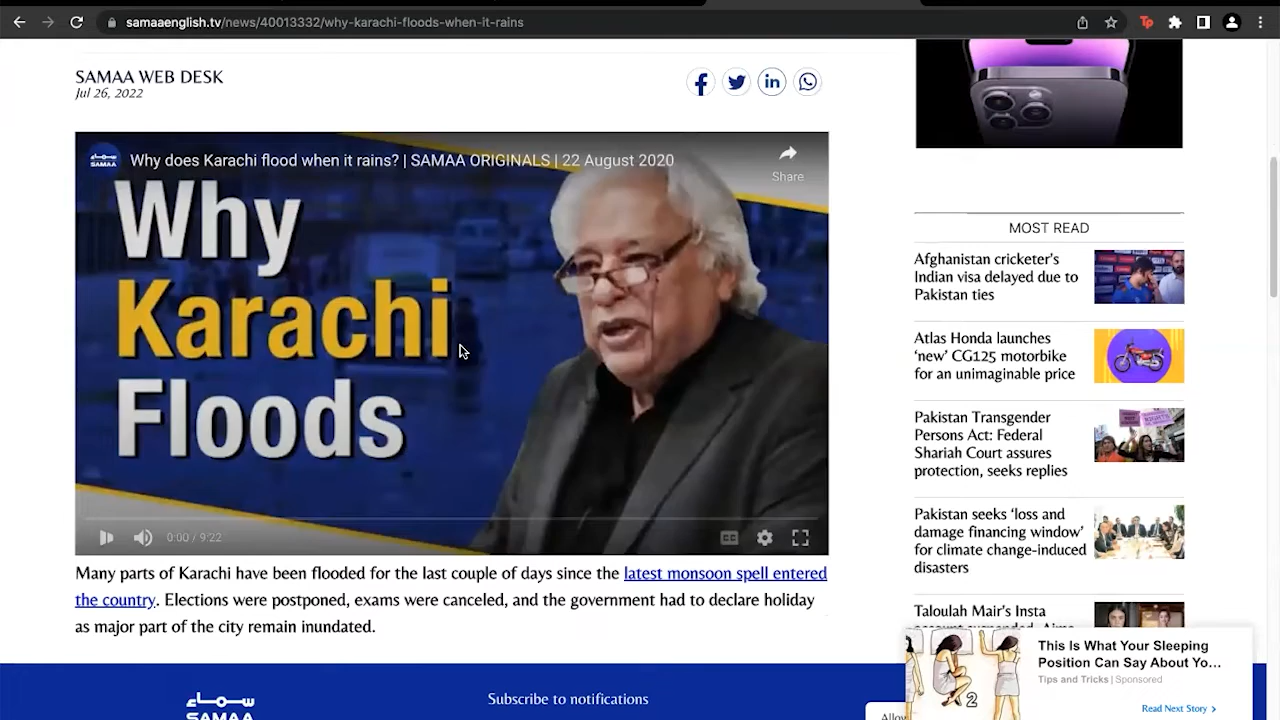 samaaenglish.tv/news/40013332/why-karachi-floods-when-it-rains
SAMAA WEB DESK
Jul 26, 2022
سماء
SAMAA
Why does Karachi flood when it rains? | SAMAA ORIGINALS | 22 August 2020
Share
Why
Karachi
Floods
0:00 / 9:22
CC
Many parts of Karachi have been flooded for the last couple of days since the latest monsoon spell entered
the country. Elections were postponed, exams were canceled, and the government had to declare holiday
as major part of the city remain inundated.
MOST READ
Afghanistan cricketer's
Indian visa delayed due to
Pakistan ties
Atlas Honda launches
‘new’ CG125 motorbike
for an unimaginable price
Pakistan Transgender
Persons Act: Federal
Shariah Court assures
protection, seeks replies
Pakistan seeks ‘loss and
damage financing window’
for climate change-induced
disasters
Taloulah Mair's Insta
2
This Is What Your Sleeping
Position Can Say About Yo...
Tips and Tricks | Sponsored
Read Next Story >
سماء
SAMAA
Subscribe to notifications
Tp